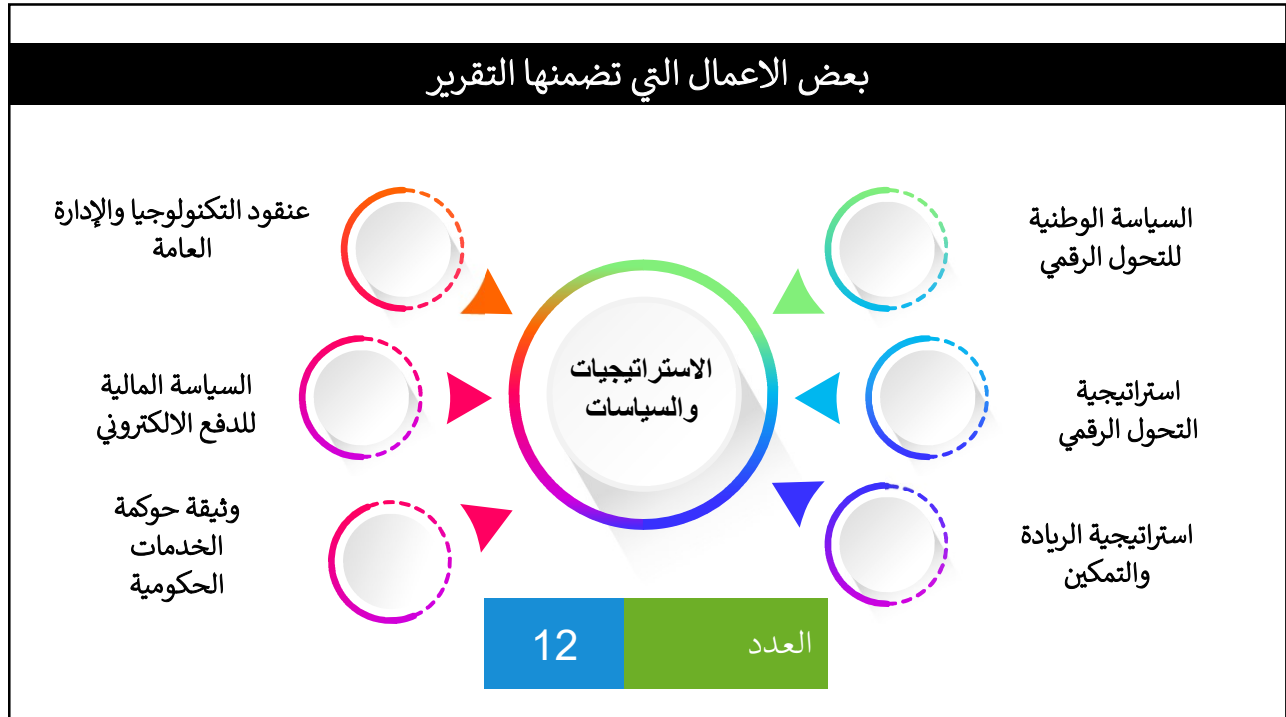 بعض الاعمال التي تضمنها التقرير
السياسة الوطنية
للتحول الرقمي
استراتيجية
التحول الرقمي
استراتيجية الريادة
والتمكين
الاستراتيجيات
والسياسات
عنقود التكنولوجيا والإدارة
العامة
السياسة المالية
للدفع الالكتروني
وثيقة حوكمة
الخدمات
الحكومية
العدد
12